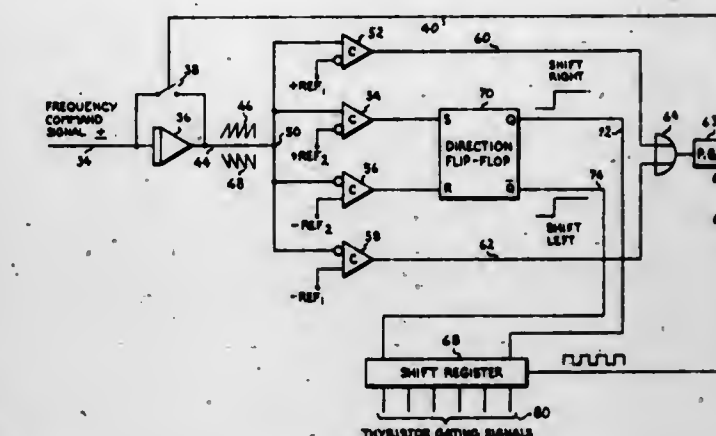 40
52
60
38
+REF1
SHIFT
RIGHT
FREQUENCY
COMMAND
SIGNAL ±
36
46
54
70
64
63
34
44
48
50
+REF2
S
Q
DIRECTION
FLIP-FLOP
R
Q̄
72
P.G.
56
74
-REF2
58
SHIFT
LEFT
62
C
C
C
C
-REF1
68
SHIFT REGISTER
80
THYRISTOR GATING SIGNALS